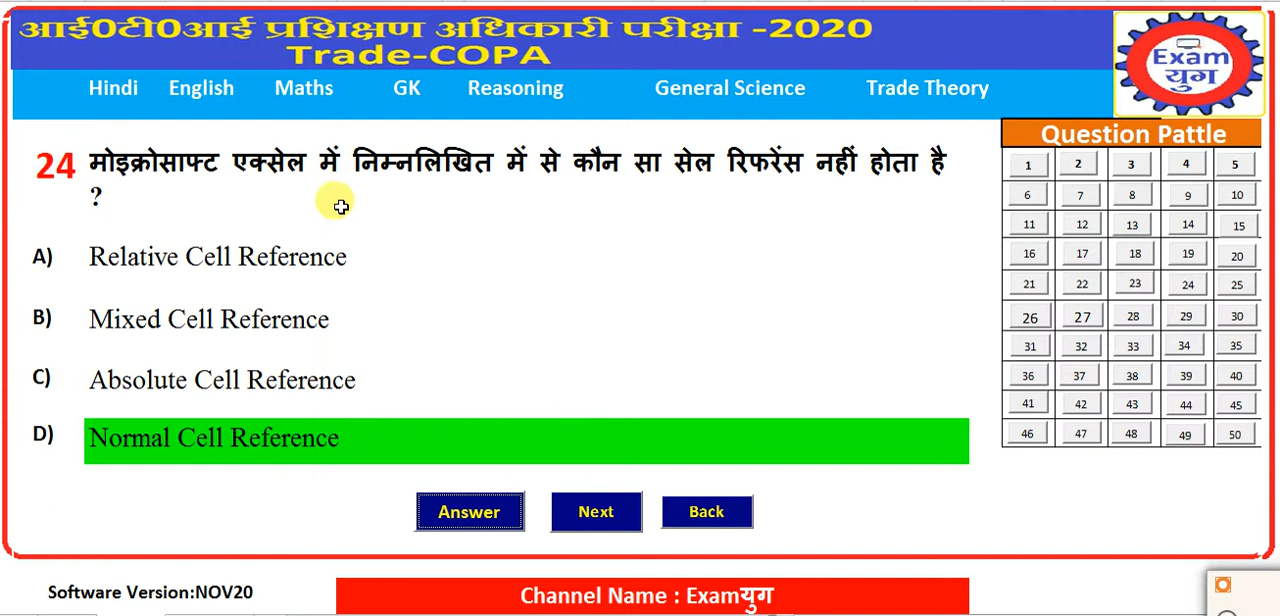 आई0टी0आई प्रशिक्षण अधिकारी परीक्षा -2020
Trade-COPA
Exam
युग
Hindi English Maths GK Reasoning General Science Trade Theory
Question Pattle
24 मोइक्रोसाफ्ट एक्सेल में निम्नलिखित में से कौन सा सेल रिफरेंस नहीं होता है
?
A) Relative Cell Reference
B) Mixed Cell Reference
C) Absolute Cell Reference
D) Normal Cell Reference
1 2 3 4 5
6 7 8 9 10
11 12 13 14 15
16 17 18 19 20
21 22 23 24 25
26 27 28 29 30
31 32 33 34 35
36 37 38 39 40
41 42 43 44 45
46 47 48 49 50
Answer Next Back
Software Version:NOV20 Channel Name : Examयुग